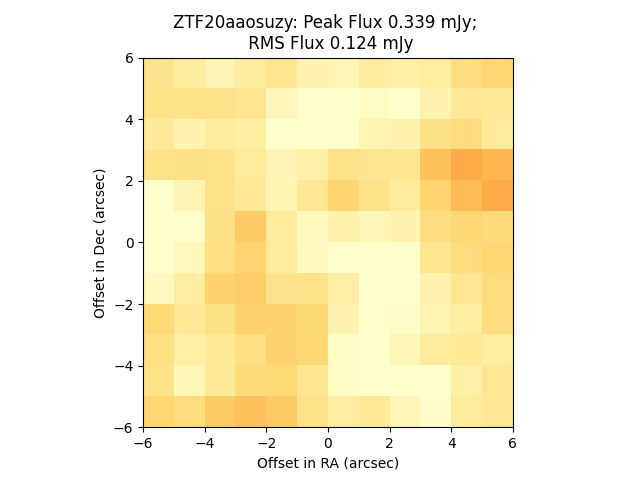 ZTF20aaosuzy: Peak Flux 0.339 mJy;
RMS Flux 0.124 mJy
6
4
2
0
−2
−4
−6
Offset in Dec (arcsec)
−6 −4 −2 0 2 4 6
Offset in RA (arcsec)